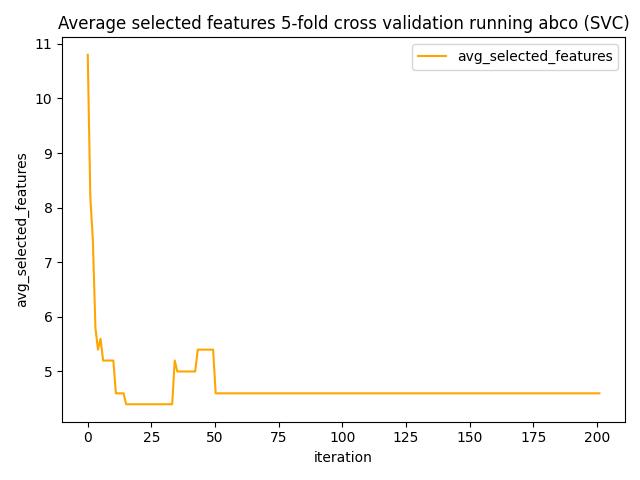 Average selected features 5-fold cross validation running abco (SVC)
avg_selected_features
avg_selected_features
11
10
9
8
7
6
5
0 25 50 75 100 125 150 175 200
iteration